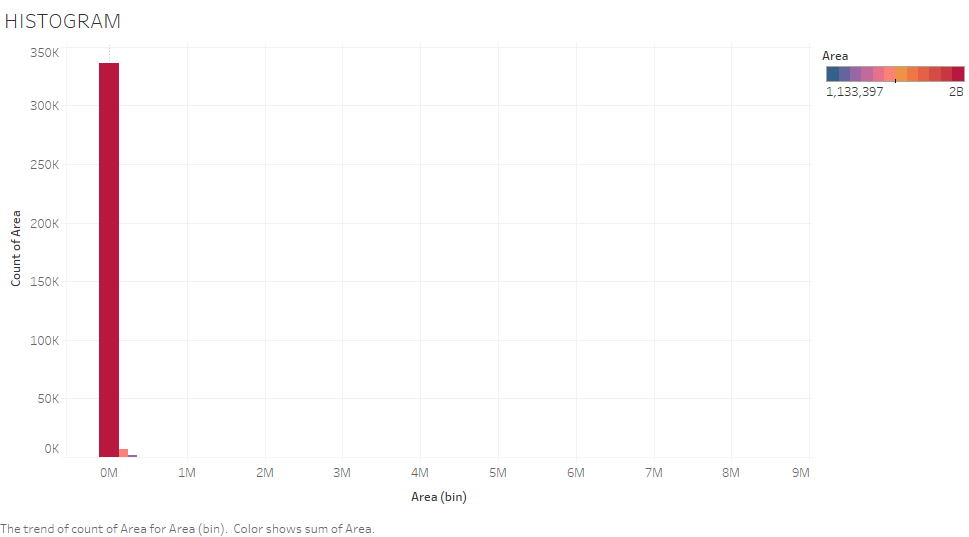 HISTOGRAM
350K
300K
250K
200K
150K
100K
50K
0K
Count of Area
0M 1M 2M 3M 4M 5M 6M 7M 8M 9M
Area (bin)
Area
1,133,397 2B
The trend of count of Area for Area (bin).  Color shows sum of Area.